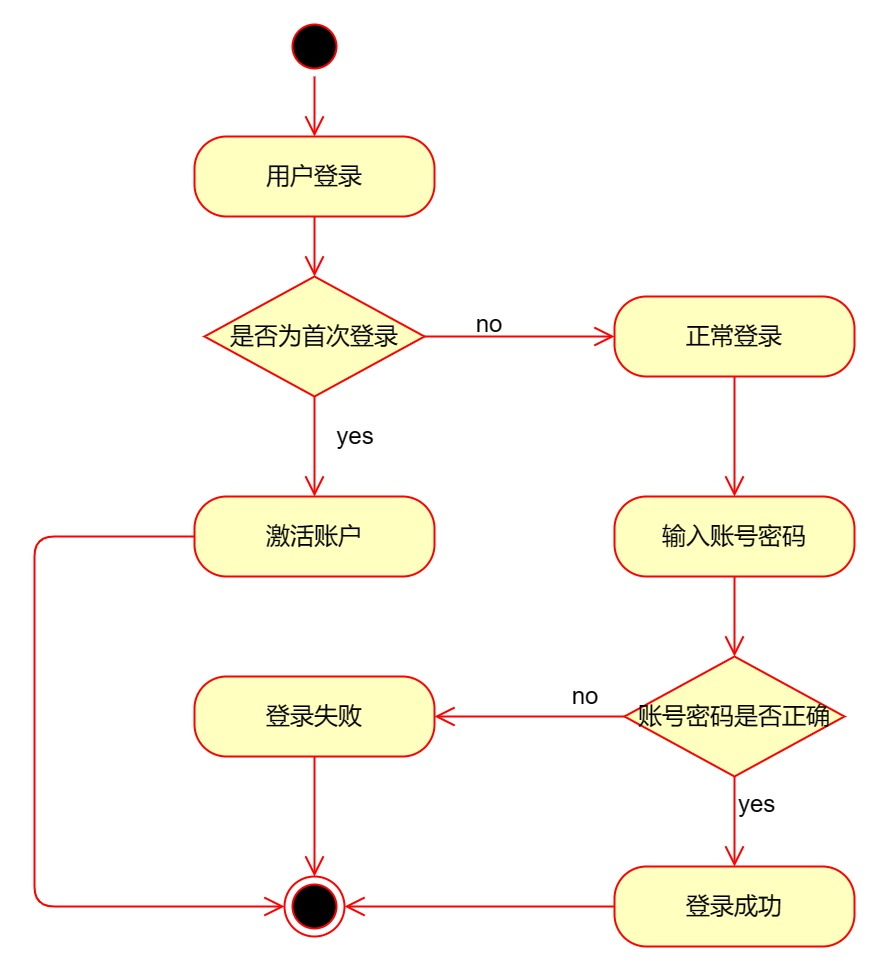 用户登录
是否为首次登录
no
正常登录
yes
激活账户
输入账号密码
登录失败
no
账号密码是否正确
yes
登录成功